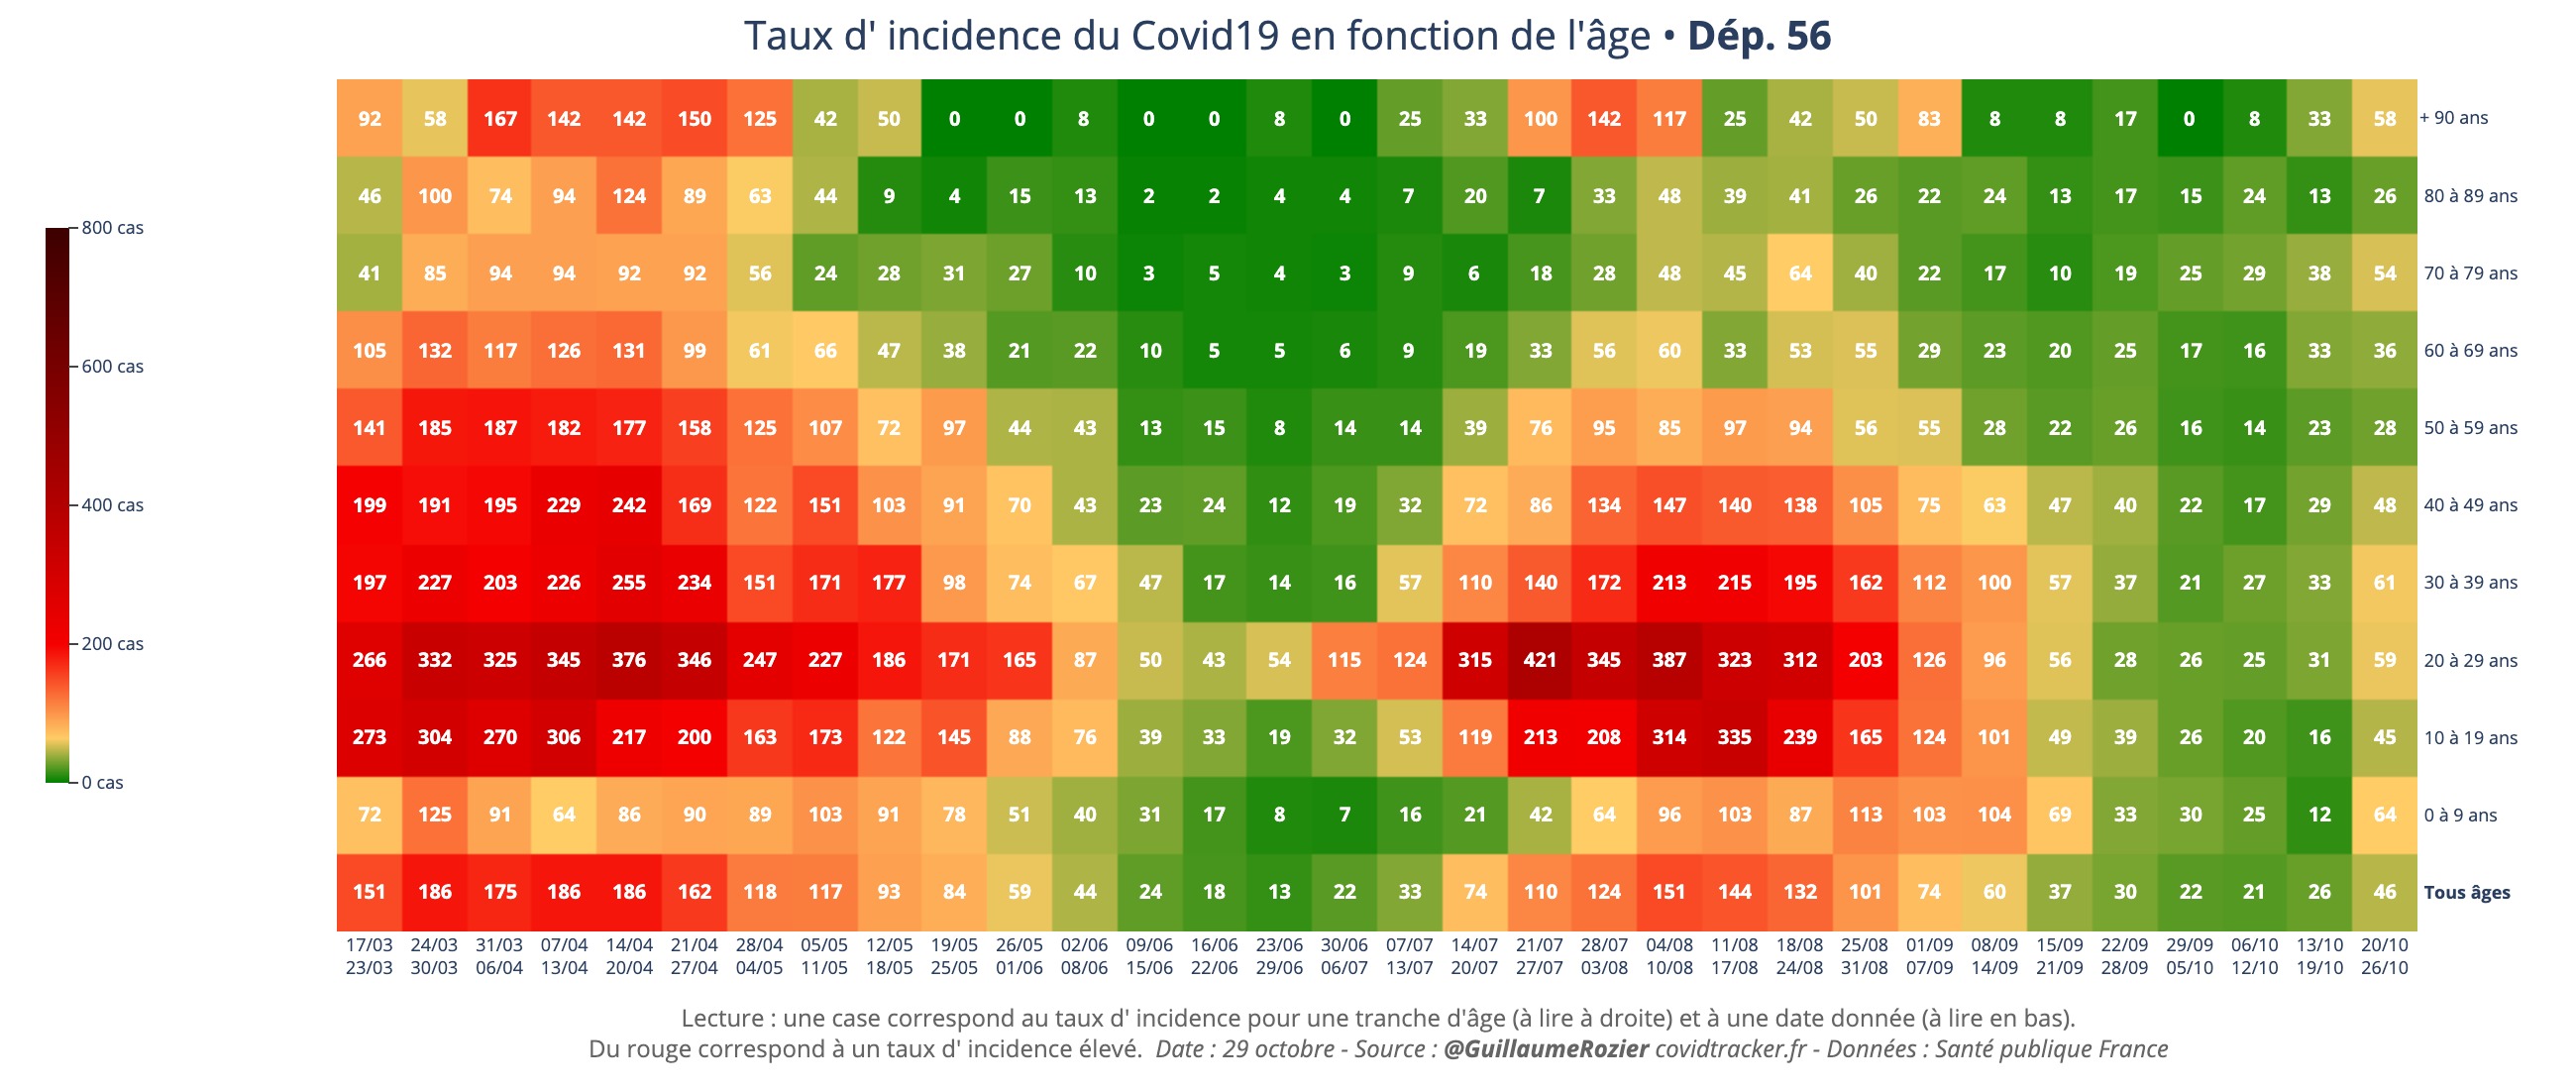 Taux d' incidence du Covid19 en fonction de l'âge • Dép. 56
800 cas
600 cas
400 cas
200 cas
0 cas
92 58 167 142 142 150 125 42 50 0 0 8 0 0 8 0 25 33 100 142 117 25 42 50 83 8 8 17 0 8 33 58 + 90 ans
46 100 74 94 124 89 63 44 9 4 15 13 2 2 4 4 7 20 7 33 48 39 41 26 22 24 13 17 15 24 13 26 80 à 89 ans
41 85 94 94 92 92 56 24 28 31 27 10 3 5 4 3 9 6 18 28 48 45 64 40 22 17 10 19 25 29 38 54 70 à 79 ans
105 132 117 126 131 99 61 66 47 38 21 22 10 5 5 6 9 19 33 56 60 33 53 55 29 23 20 25 17 16 33 36 60 à 69 ans
141 185 187 182 177 158 125 107 72 97 44 43 13 15 8 14 14 39 76 95 85 97 94 56 55 28 22 26 16 14 23 28 50 à 59 ans
199 191 195 229 242 169 122 151 103 91 70 43 23 24 12 19 32 72 86 134 147 140 138 105 75 63 47 40 22 17 29 48 40 à 49 ans
197 227 203 226 255 234 151 171 177 98 74 67 47 17 14 16 57 110 140 172 213 215 195 162 112 100 57 37 21 27 33 61 30 à 39 ans
266 332 325 345 376 346 247 227 186 171 165 87 50 43 54 115 124 315 421 345 387 323 312 203 126 96 56 28 26 25 31 59 20 à 29 ans
273 304 270 306 217 200 163 173 122 145 88 76 39 33 19 32 53 119 213 208 314 335 239 165 124 101 49 39 26 20 16 45 10 à 19 ans
72 125 91 64 86 90 89 103 91 78 51 40 31 17 8 7 16 21 42 64 96 103 87 113 103 104 69 33 30 25 12 64 0 à 9 ans
151 186 175 186 186 162 118 117 93 84 59 44 24 18 13 22 33 74 110 124 151 144 132 101 74 60 37 30 22 21 26 46 Tous âges
17/03 24/03 31/03 07/04 14/04 21/04 28/04 05/05 12/05 19/05 26/05 02/06 09/06 16/06 23/06 30/06 07/07 14/07 21/07 28/07 04/08 11/08 18/08 25/08 01/09 08/09 15/09 22/09 29/09 06/10 13/10 20/10
23/03 30/03 06/04 13/04 20/04 27/04 04/05 11/05 18/05 25/05 01/06 08/06 15/06 22/06 29/06 06/07 13/07 20/07 27/07 03/08 10/08 17/08 24/08 31/08 07/09 14/09 21/09 28/09 05/10 12/10 19/10 26/10
Lecture : une case correspond au taux d' incidence pour une tranche d'âge (à lire à droite) et à une date donnée (à lire en bas).
Du rouge correspond à un taux d' incidence élevé. Date : 29 octobre - Source : @GuillaumeRozier covidtracker.fr - Données : Santé publique France